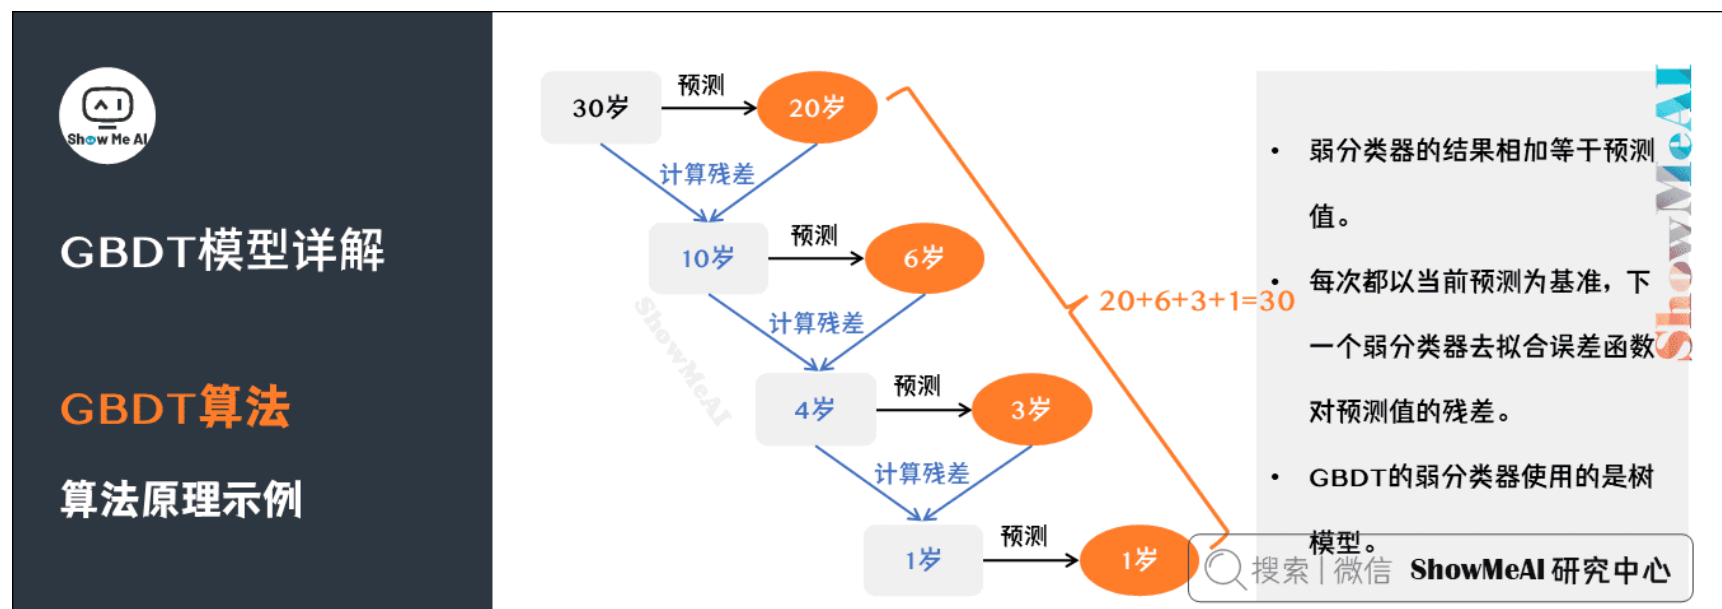 Show Me AI
GBDT模型详解
GBDT算法
算法原理示例
30岁
预测
20岁
计算残差
10岁
预测
6岁
计算残差
4岁
预测
3岁
计算残差
1岁
预测
1岁
20+6+3+1=30
ShowMeAI
• 弱分类器的结果相加等于预测
值。
• 每次都以当前预测为基准，下
一个弱分类器去拟合误差函数
对预测值的残差。
• GBDT的弱分类器使用的是树
模型。
ShowMeAI
搜索 | 微信 ShowMeAI 研究中心